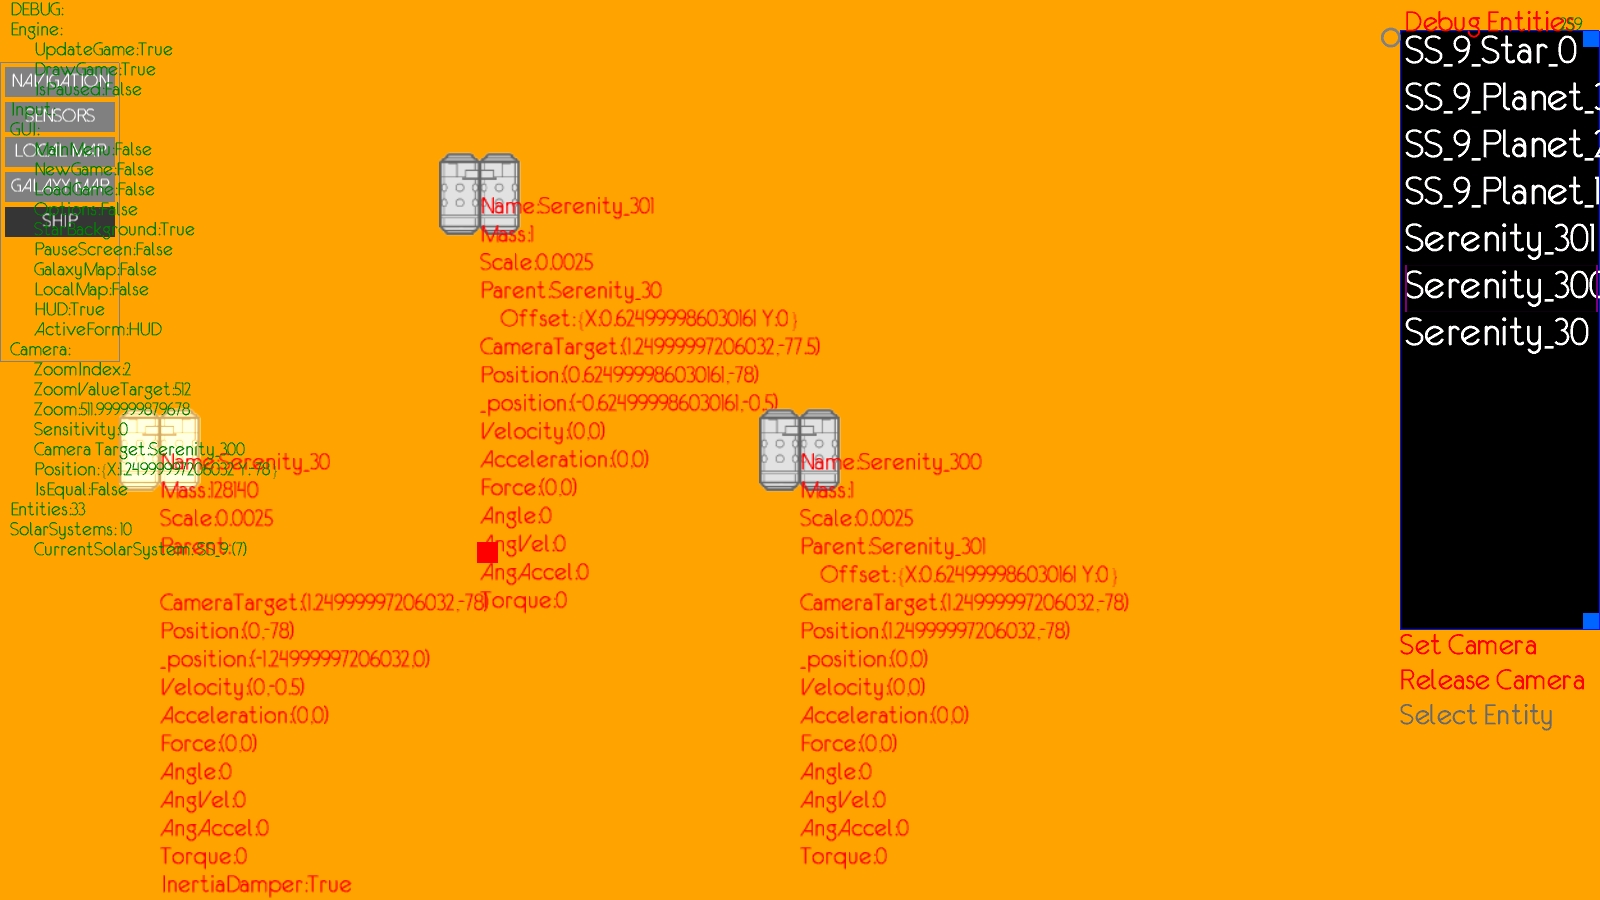 DEBUG:
Engine:
UpdateGame:True
DrawGame:True
IsPaused:False
Input:
GUI:
MainMenu:False
NewGame:False
LoadGame:False
Options:False
StarBackground:True
PauseScreen:False
GalaxyMap:False
LocalMap:False
HUD:True
ActiveForm:HUD
Camera:
ZoomIndex:2
ZoomValueTarget:512
Zoom:511.999999879678
Sensitivity:0
Camera Target:Serenity_300
Position:{X:1.24999997206032 Y:-78}
IsEqual:False
Entities:33
SolarSystems: 10
CurrentSolarSystem: SS_9:(7)
NAVIGATION
SENSORS
LOCAL MAP
GALAXY MAP
SHIP
Name:Serenity_301
Mass:1
Scale:0.0025
Parent:Serenity_30
Offset:{X:0.624999986030161 Y:0}
CameraTarget:(1.24999997206032,-77.5)
Position:(0.624999986030161,-78)
_position:(-0.624999986030161,-0.5)
Velocity:(0,0)
Acceleration:(0,0)
Force:(0,0)
Angle:0
AngVel:0
AngAccel:0
Torque:0
Name:Serenity_30
Mass:128140
Scale:0.0025
Parent:
CameraTarget:(1.24999997206032,-78)
Position:(0,-78)
_position:(-1.24999997206032,0)
Velocity:(0,-0.5)
Acceleration:(0,0)
Force:(0,0)
Angle:0
AngVel:0
AngAccel:0
Torque:0
InertiaDamper:True
Name:Serenity_300
Mass:1
Scale:0.0025
Parent:Serenity_301
Offset:{X:0.624999986030161 Y:0}
CameraTarget:(1.24999997206032,-78)
Position:(1.24999997206032,-78)
_position:(0,0)
Velocity:(0,0)
Acceleration:(0,0)
Force:(0,0)
Angle:0
AngVel:0
AngAccel:0
Torque:0
Debug Entities
259
SS_9_Star_0
SS_9_Planet_3
SS_9_Planet_2
SS_9_Planet_1
Serenity_301
Serenity_300
Serenity_30
Set Camera
Release Camera
Select Entity